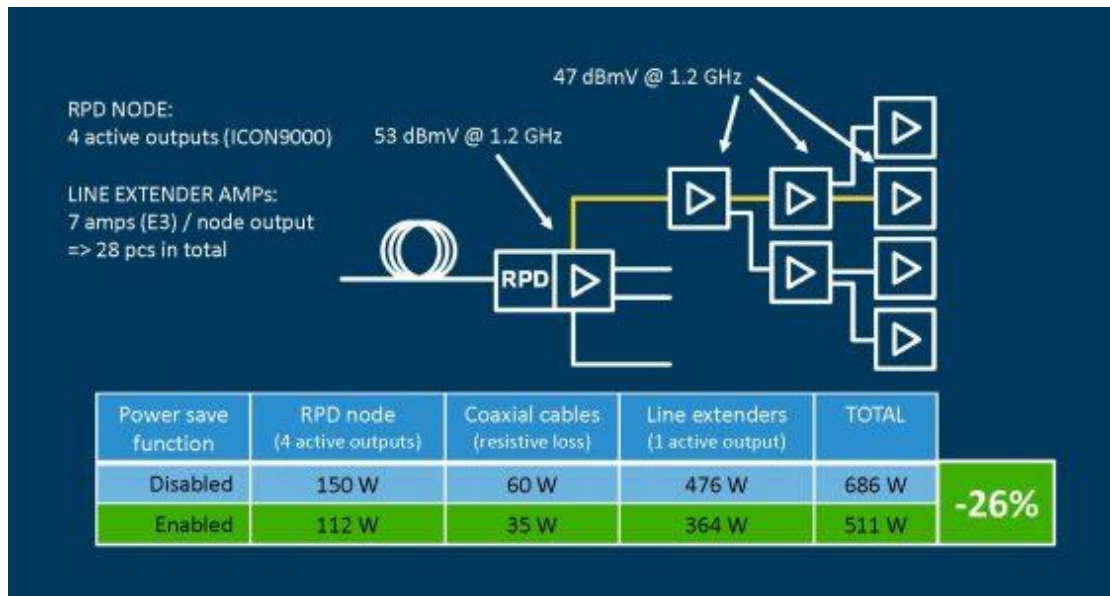 47 dBmV @ 1.2 GHz
RPD NODE:
4 active outputs (ICON9000)
53 dBmV @ 1.2 GHz
LINE EXTENDER AMPs:
7 amps (E3) / node output
=> 28 pcs in total
RPD
Power save function
RPD node
(4 active outputs)
Coaxial cables
(resistive loss)
Line extenders
(1 active output)
TOTAL
Disabled 150 W 60 W 476 W 686 W
Enabled 112 W 35 W 364 W 511 W
-26%